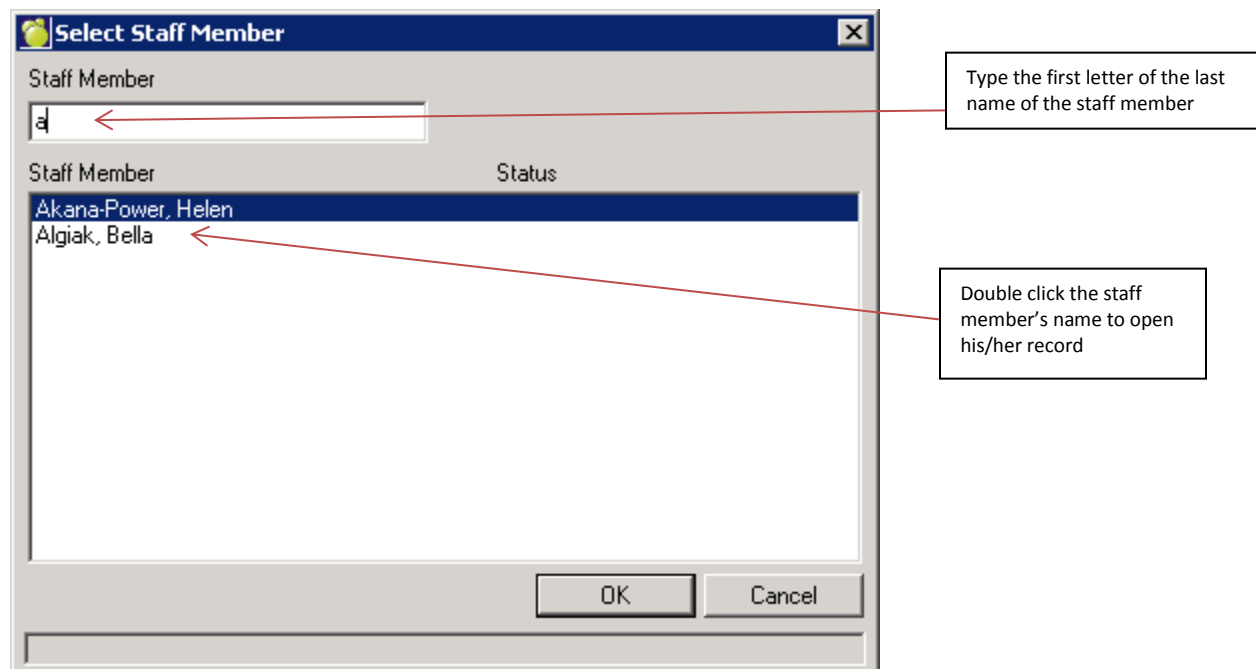 Select Staff Member
Staff Member
a
Type the first letter of the last
name of the staff member
Staff Member Status
Akana-Power, Helen
Algiak, Bella
Double click the staff
member’s name to open
his/her record
OK Cancel